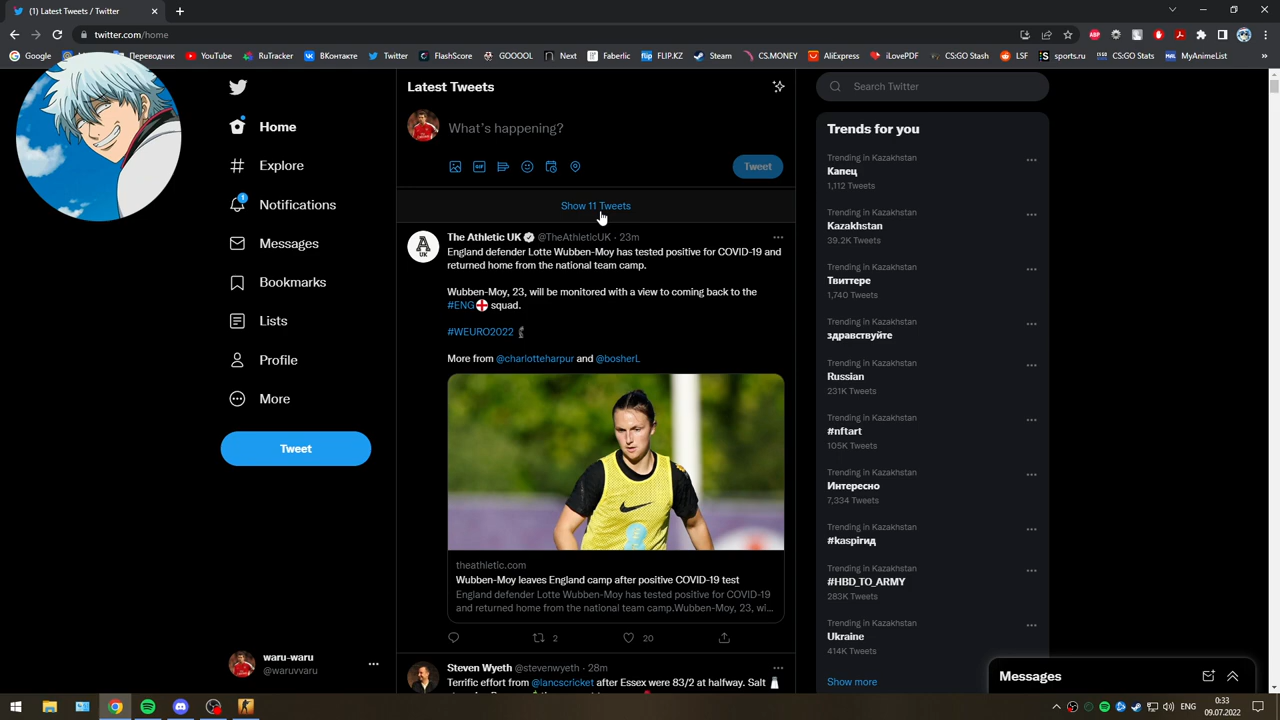 (1) Latest Tweets / Twitter
twitter.com/home
Google
Переводчик
YouTube
RuTracker
ВКонтакте
Twitter
FlashScore
GOOOL
Next
Faberlic
FLIP.KZ
Steam
CS.MONEY
AliExpress
iLovePDF
CS:GO Stash
LSF
sports.ru
CS:GO Stats
MyAnimeList
Home
Explore
1
Notifications
Messages
Bookmarks
Lists
Profile
More
Tweet
waru-waru
@waruvvaru
Latest Tweets
What's happening?
GIF
Tweet
Show 11 Tweets
A
UK
The Athletic UK @TheAthleticUK · 23m
England defender Lotte Wubben-Moy has tested positive for COVID-19 and
returned home from the national team camp.
Wubben-Moy, 23, will be monitored with a view to coming back to the
#ENG squad.
#WEURO2022
More from @charlotteharpur and @bosherL
theathletic.com
Wubben-Moy leaves England camp after positive COVID-19 test
England defender Lotte Wubben-Moy has tested positive for COVID-19
and returned home from the national team camp.Wubben-Moy, 23, wi...
2
20
Steven Wyeth @stevenwyeth · 28m
Terrific effort from @lancscricket after Essex were 83/2 at halfway. Salt
Search Twitter
Trends for you
Trending in Kazakhstan
Капец
1,112 Tweets
Trending in Kazakhstan
Kazakhstan
39.2K Tweets
Trending in Kazakhstan
Твиттере
1,740 Tweets
Trending in Kazakhstan
здравствуйте
Trending in Kazakhstan
Russian
231K Tweets
Trending in Kazakhstan
#nftart
105K Tweets
Trending in Kazakhstan
Интересно
7,334 Tweets
Trending in Kazakhstan
#kaspiгид
Trending in Kazakhstan
#HBD_TO_ARMY
283K Tweets
Trending in Kazakhstan
Ukraine
414K Tweets
Show more
Messages
ENG
0:33
09.07.2022